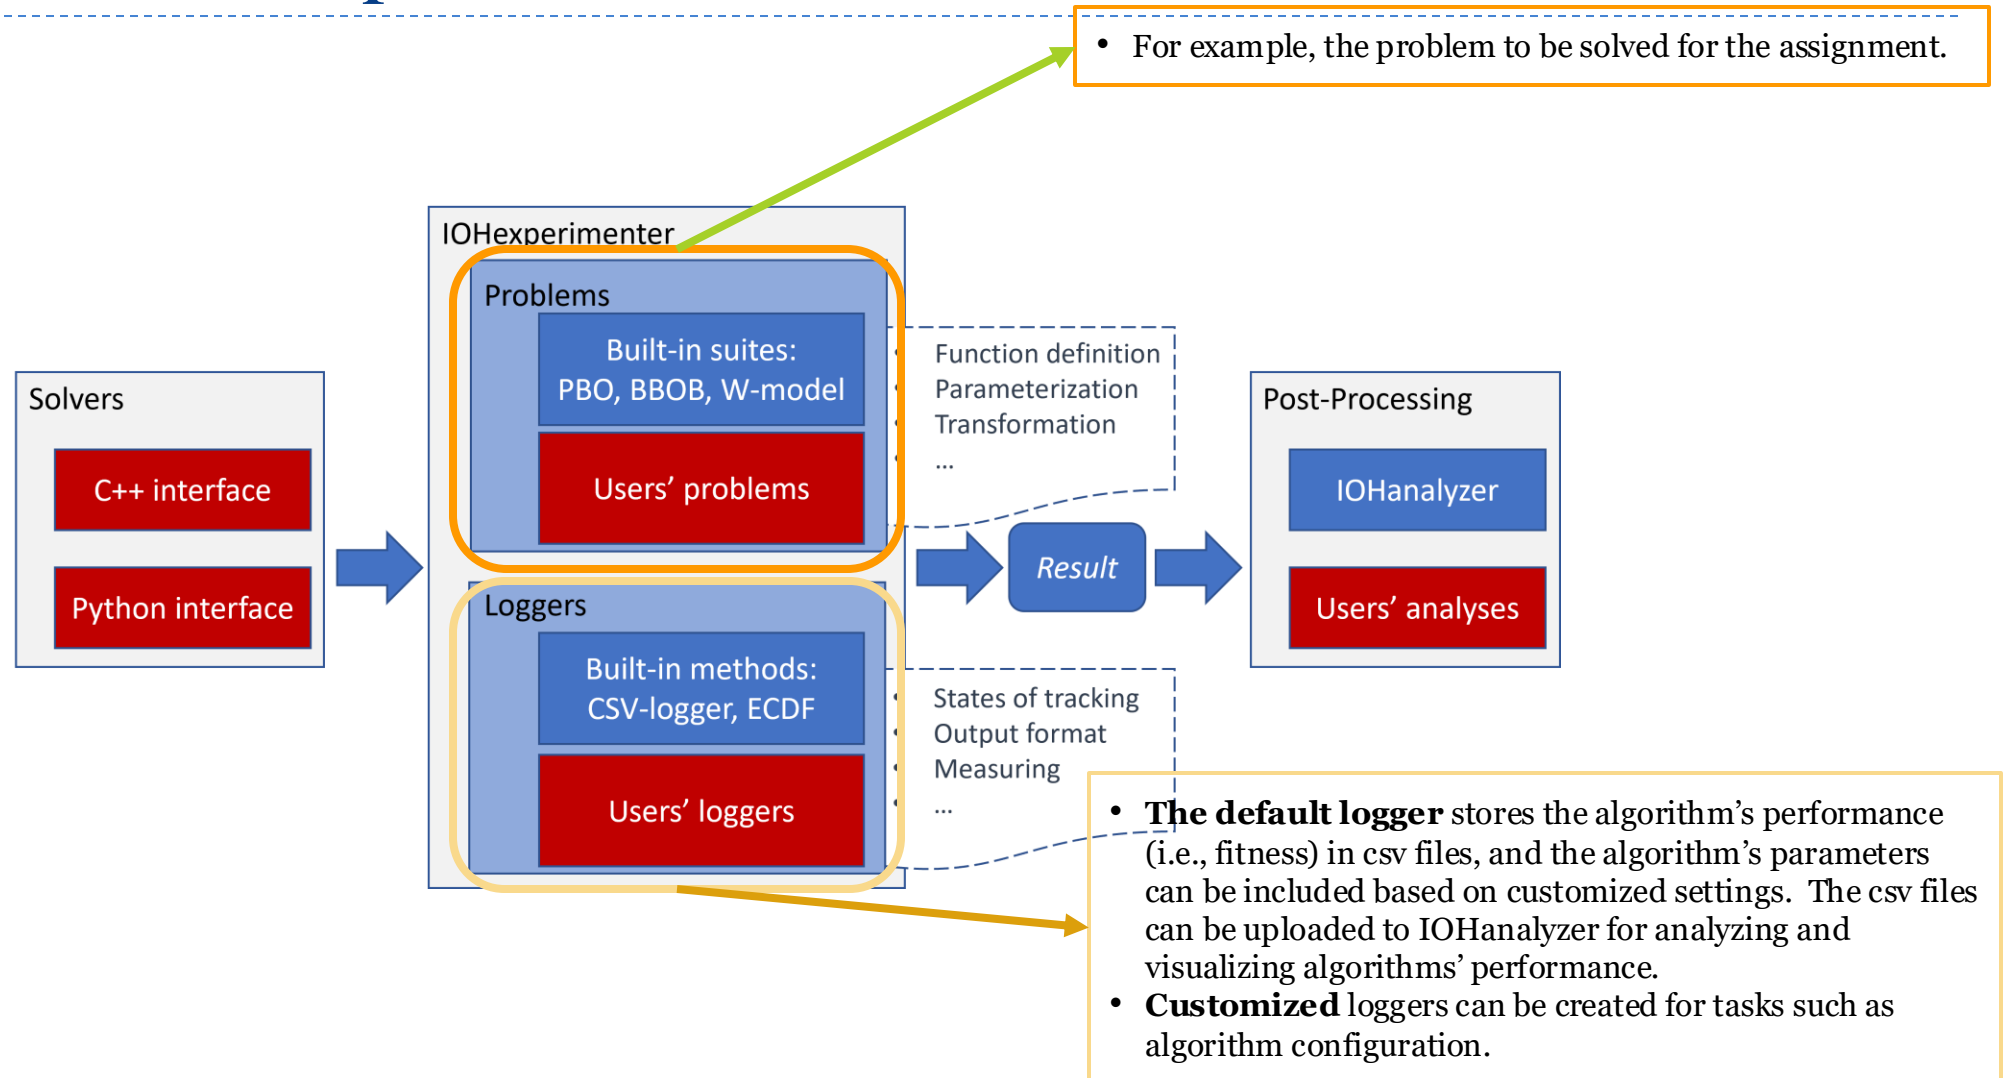 • For example, the problem to be solved for the assignment.
IOHexperimenter
Problems
Built-in suites:
PBO, BBOB, W-model
Users’ problems
• Function definition
• Parameterization
• Transformation
• ...
Solvers
C++ interface
Python interface
Result
Post-Processing
IOHanalyzer
Users’ analyses
Loggers
Built-in methods:
CSV-logger, ECDF
Users’ loggers
• States of tracking
• Output format
• Measuring
• ...
• The default logger stores the algorithm’s performance
(i.e., fitness) in csv files, and the algorithm’s parameters
can be included based on customized settings.  The csv files
can be uploaded to IOHanalyzer for analyzing and
visualizing algorithms’ performance.
• Customized loggers can be created for tasks such as
algorithm configuration.